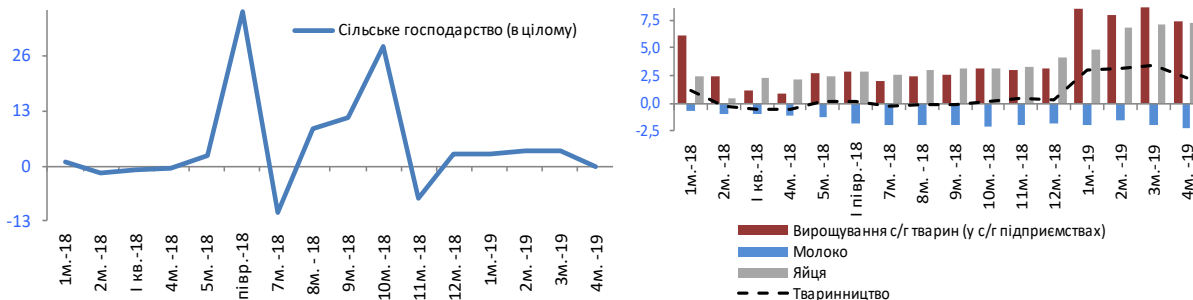 Сільське господарство (в цілому)
26
13
0
-13
1м.-18
2м. -18
І кв.-18
4м. -18
5м. -18
півр.-18
7м. -18
8м. - 18
9м. -18
10м. -18
11м. -18
12м. -18
1м.-19
2м. -19
3м.-19
4м. -19
7,5
5,0
2,5
0,0
-2,5
1м.-18
2м. -18
І кв.-18
4м. -18
5м. -18
І півр.-18
7м. -18
8м. -18
9м. -18
10м. -18
11м. -18
12м. -18
1м. -19
2м. -19
3м. -19
4м. -19
Вирощування с/г тварин (у с/г підприємствах)
Молоко
Яйця
Тваринництво